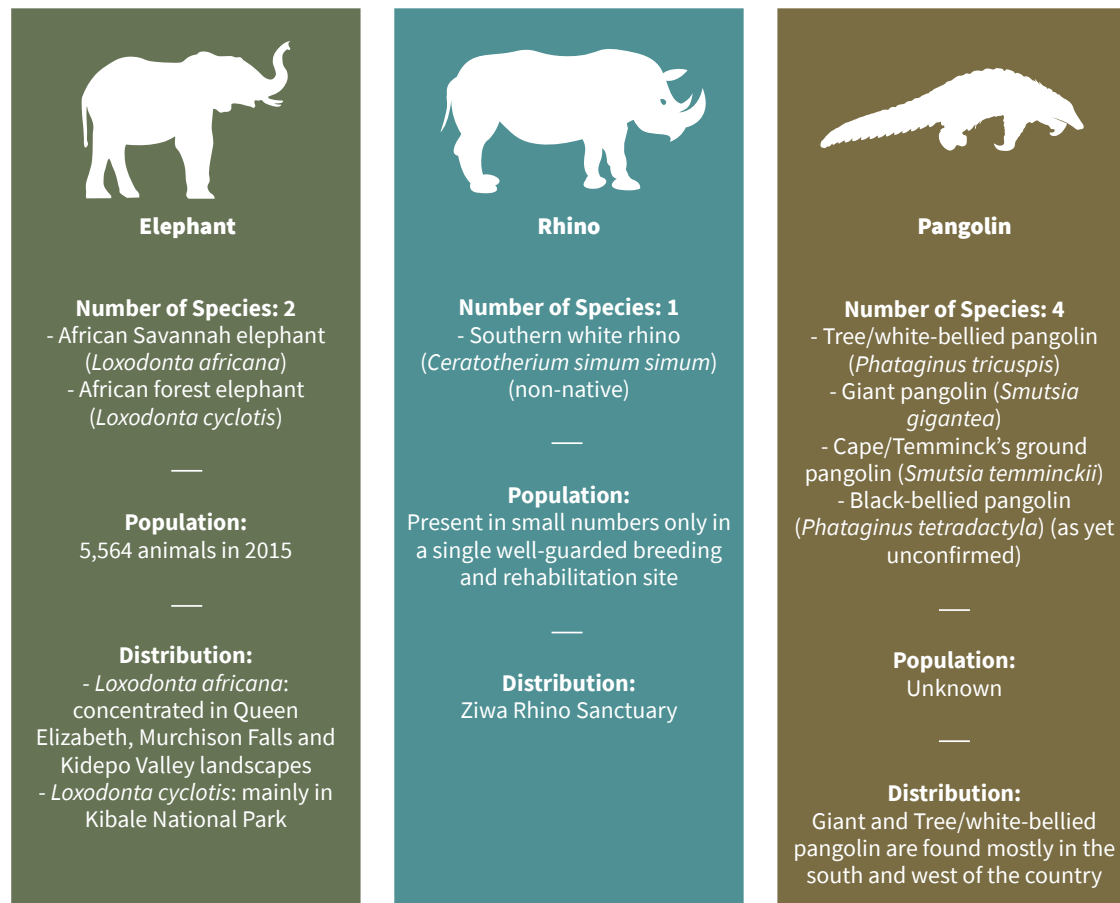 Elephant
Number of Species: 2
- African Savannah elephant
(Loxodonta africana)
- African forest elephant
(Loxodonta cyclotis)
Population:
5,564 animals in 2015
Distribution:
- Loxodonta africana:
concentrated in Queen
Elizabeth, Murchison Falls and
Kidepo Valley landscapes
- Loxodonta cyclotis: mainly in
Kibale National Park
Rhino
Number of Species: 1
- Southern white rhino
(Ceratotherium simum simum)
(non-native)
Population:
Present in small numbers only in
a single well-guarded breeding
and rehabilitation site
Distribution:
Ziwa Rhino Sanctuary
Pangolin
Number of Species: 4
- Tree/white-bellied pangolin
(Phataginus tricuspis)
- Giant pangolin (Smutsia
gigantea)
- Cape/Temminck's ground
pangolin (Smutsia temminckii)
- Black-bellied pangolin
(Phataginus tetradactyla) (as yet
unconfirmed)
Population:
Unknown
Distribution:
Giant and Tree/white-bellied
pangolin are found mostly in the
south and west of the country